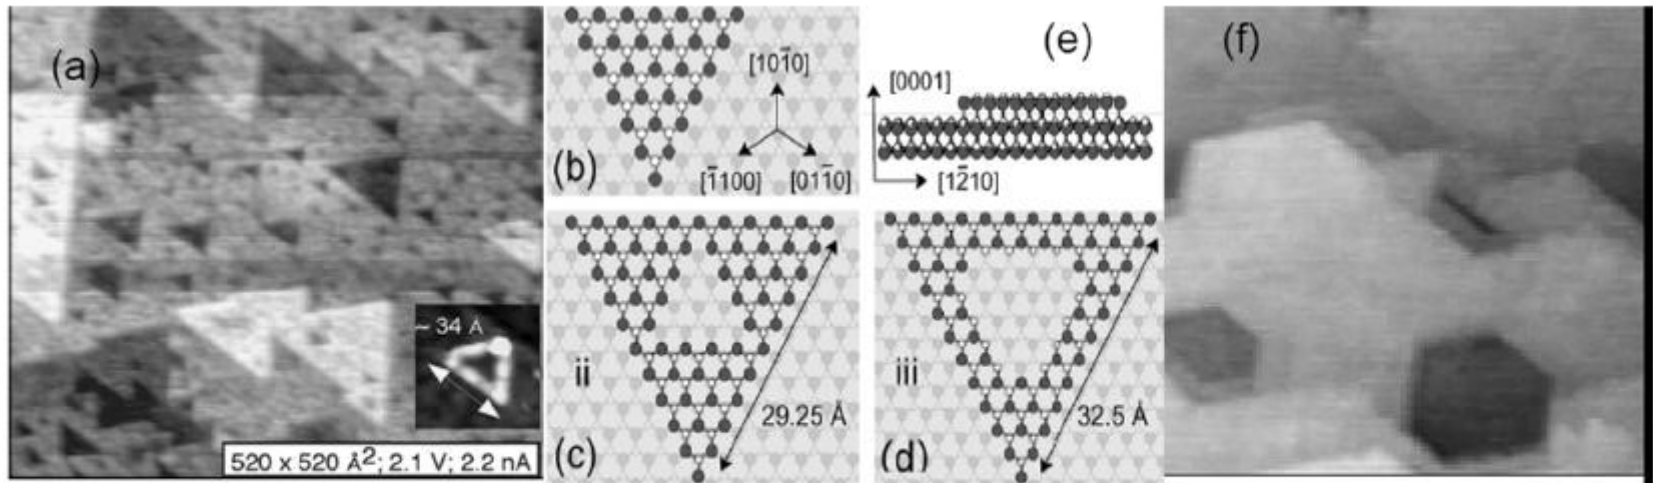 (a)
~ 34 Å
520 x 520 Å²; 2.1 V; 2.2 nA
(b)
[101̄0]
[1̄100]
[011̄0]
(e)
[0001]
[12̄10]
(c)
ii
29.25 Å
(d)
iii
32.5 Å
(f)